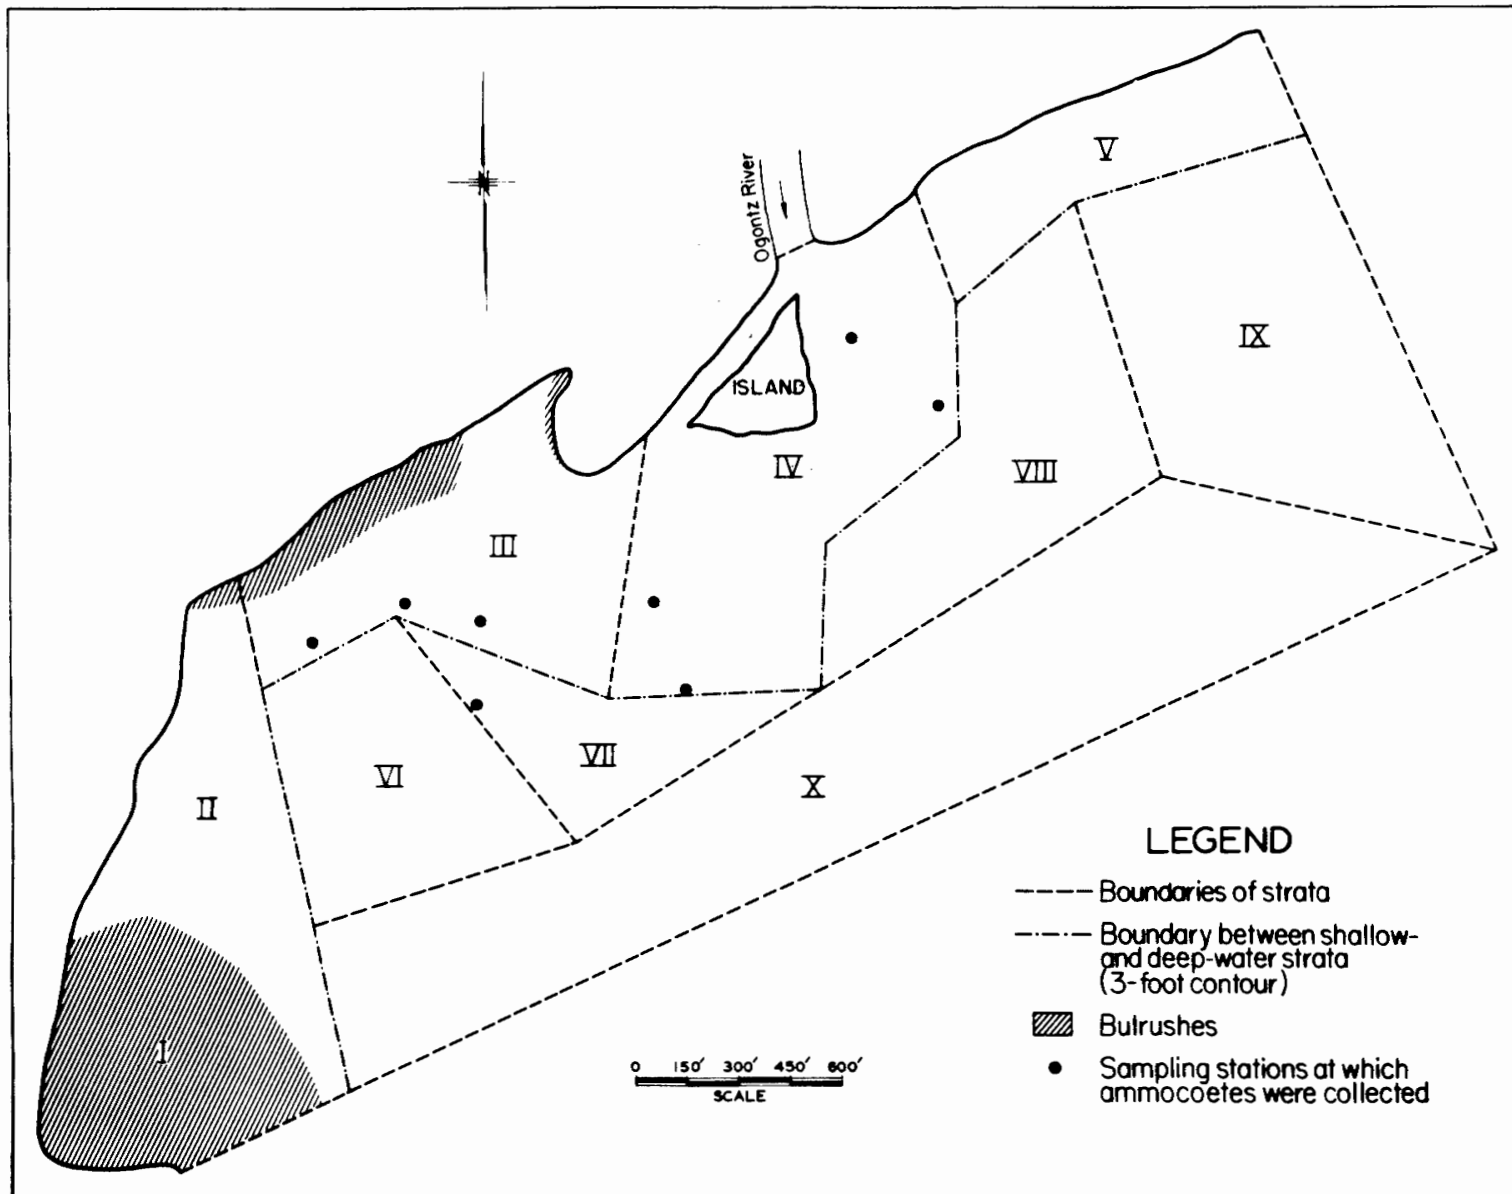 V
Ogontz River
IX
ISLAND
IV
VIII
III
VII
VI
X
II
I
LEGEND
Boundaries of strata
Boundary between shallow-
and deep-water strata
(3-foot contour)
Bulrushes
Sampling stations at which
ammocoetes were collected
0 150' 300' 450' 600'
SCALE